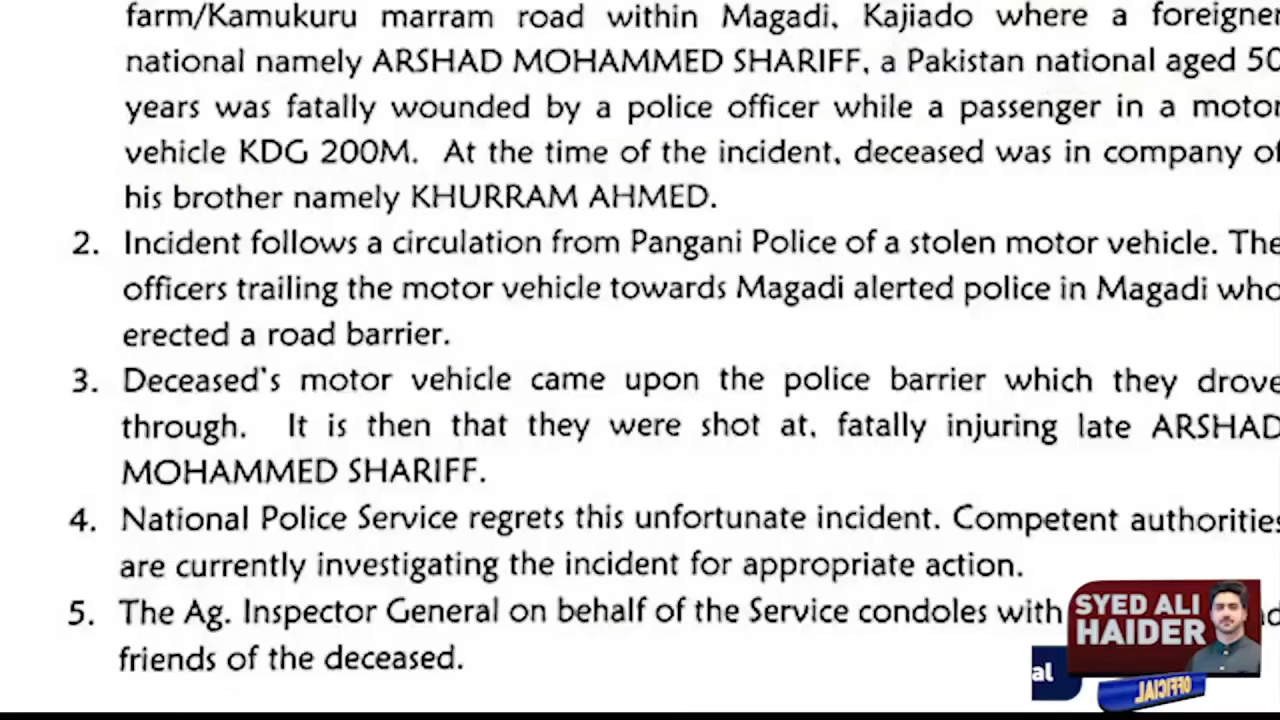 farm/Kamukuru marram road within Magadi, Kajiado where a foreigner
national namely ARSHAD MOHAMMED SHARIFF, a Pakistan national aged 50
years was fatally wounded by a police officer while a passenger in a motor
vehicle KDG 200M. At the time of the incident, deceased was in company of
his brother namely KHURRAM AHMED.
2. Incident follows a circulation from Pangani Police of a stolen motor vehicle. The
officers trailing the motor vehicle towards Magadi alerted police in Magadi who
erected a road barrier.
3. Deceased's motor vehicle came upon the police barrier which they drove
through. It is then that they were shot at, fatally injuring late ARSHAD
MOHAMMED SHARIFF.
4. National Police Service regrets this unfortunate incident. Competent authorities
are currently investigating the incident for appropriate action.
5. The Ag. Inspector General on behalf of the Service condoles with
friends of the deceased.
SYED ALI
HAIDER
al
OFFICIAL